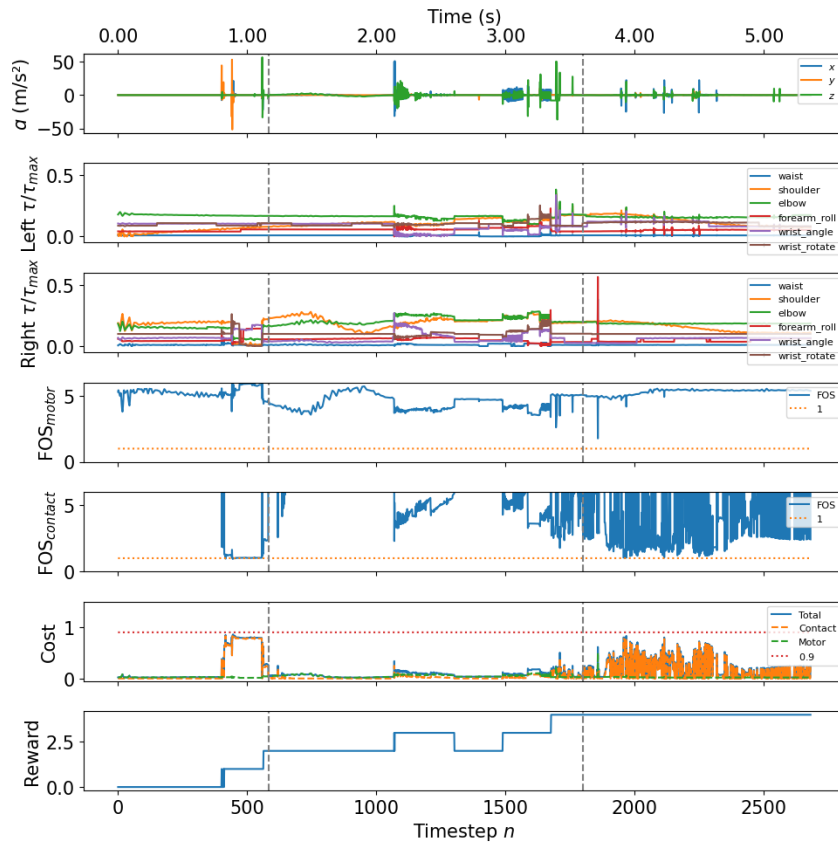 Time (s)
0.00 1.00 2.00 3.00 4.00 5.00
a (m/s²)
50
0
−50
x
y
z
Left τ/τmax
0.5
0.0
waist
shoulder
elbow
forearm_roll
wrist_angle
wrist_rotate
Right τ/τmax
0.5
0.0
waist
shoulder
elbow
forearm_roll
wrist_angle
wrist_rotate
FOSmotor
5
0
FOS
1
FOScontact
5
0
FOS
1
Cost
1
0
Total
Contact
Motor
0.9
Reward
2.5
0.0
0 500 1000 1500 2000 2500
Timestep n